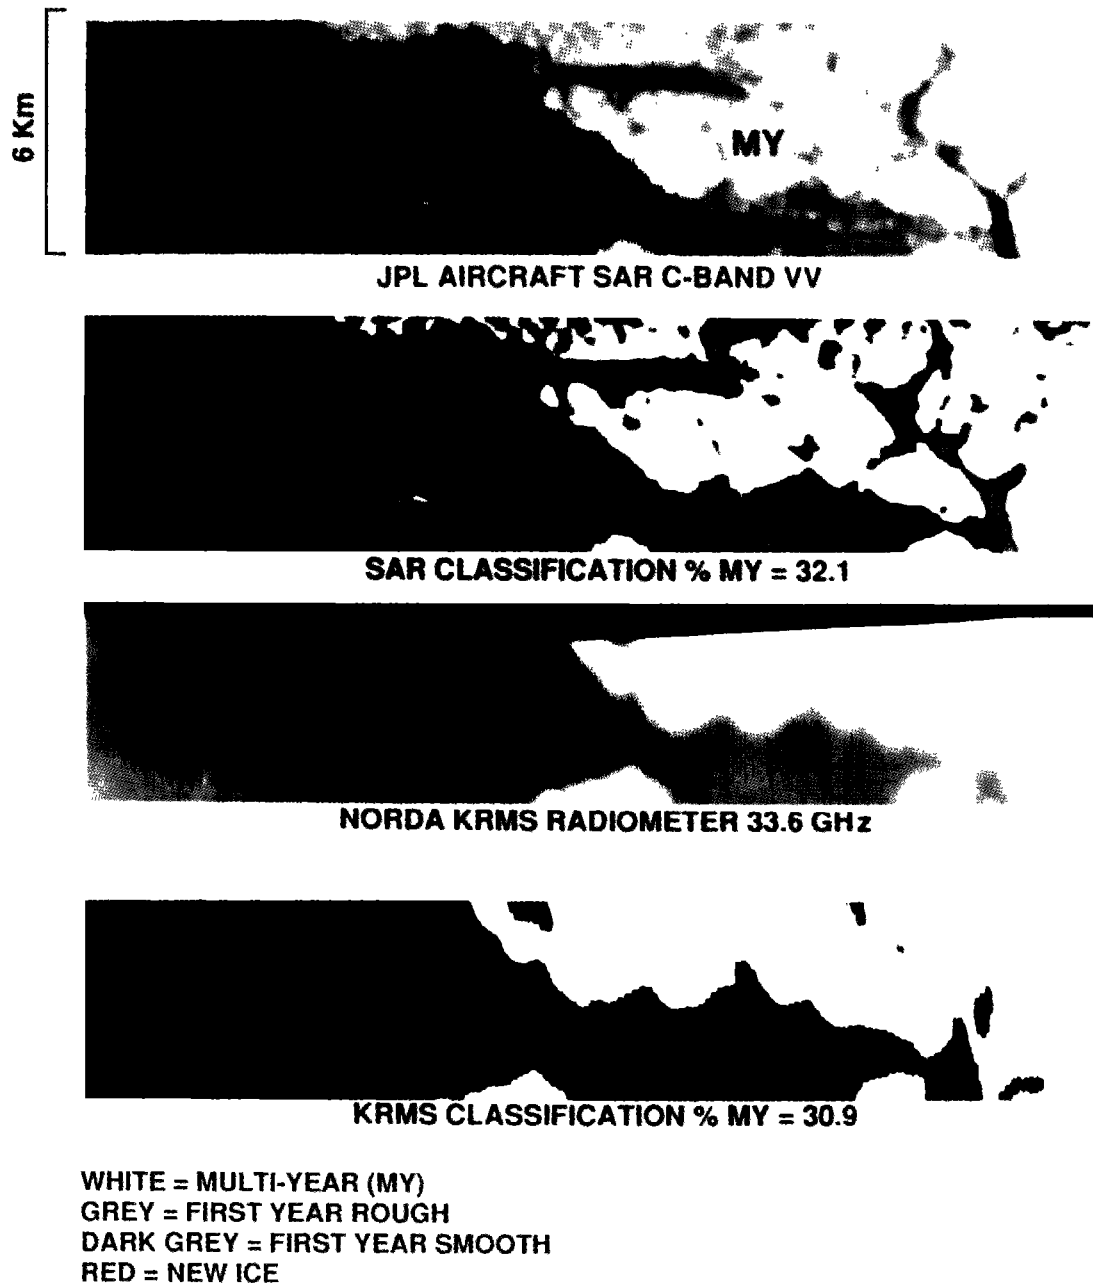 6 Km
MY
JPL AIRCRAFT SAR C-BAND VV
SAR CLASSIFICATION % MY = 32.1
NORDA KRMS RADIOMETER 33.6 GHz
KRMS CLASSIFICATION % MY = 30.9
WHITE = MULTI-YEAR (MY)
GREY = FIRST YEAR ROUGH
DARK GREY = FIRST YEAR SMOOTH
RED = NEW ICE